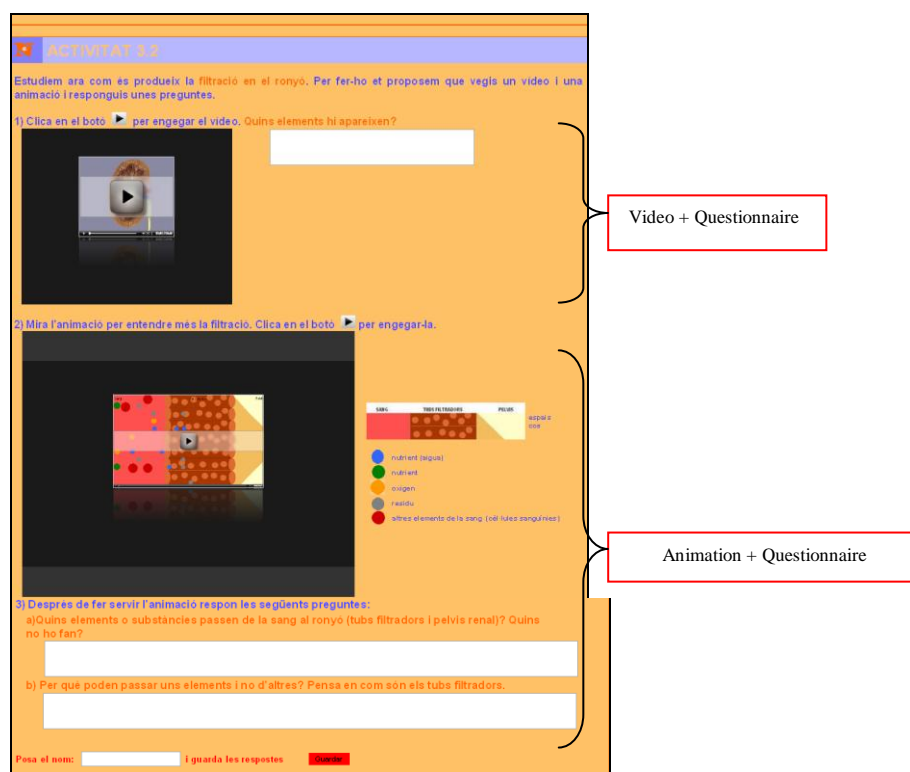 ACTIVITAT 3.2
Estudiem ara com és produeix la filtració en el ronyó. Per fer-ho et proposem que vegis un vídeo i una
animació i responguis unes preguntes.
1) Clica en el botó per engegar el vídeo. Quins elements hi apareixen?
Video + Questionnaire
2) Mira l'animació per entendre més la filtració. Clica en el botó per engegar-la.
SANG TUBS FILTRADORS PELVIS
espais
nutrient (aigua)
nutrient
oxigen
residu
altres elements de la sang (cèl·lules sanguínies)
Animation + Questionnaire
3) Després de fer servir l'animació respon les següents preguntes:
a)Quins elements o substàncies passen de la sang al ronyó (tubs filtradors i pelvis renal)? Quins
no ho fan?
b) Per què poden passar uns elements i no d'altres? Pensa en com són els tubs filtradors.
Posa el nom: i guarda les respostes Guardar